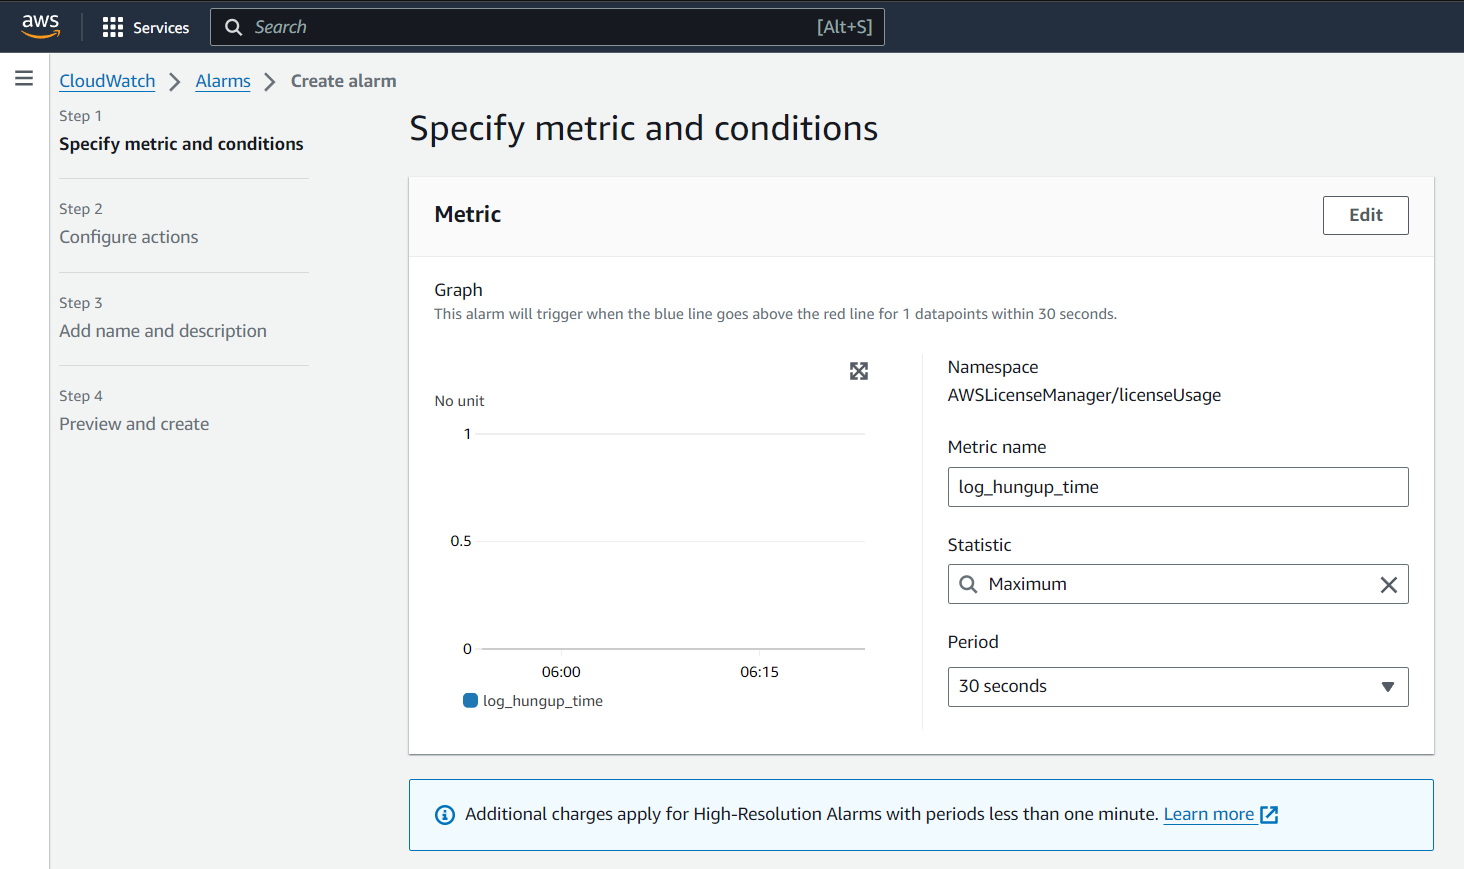 aws
Services
Search
[Alt+S]
CloudWatch
Alarms
Create alarm
Step 1
Specify metric and conditions
Step 2
Configure actions
Step 3
Add name and description
Step 4
Preview and create
Specify metric and conditions
Metric
Edit
Graph
This alarm will trigger when the blue line goes above the red line for 1 datapoints within 30 seconds.
No unit
1
0.5
0
06:00
06:15
log_hungup_time
Namespace
AWSLicenseManager/licenseUsage
Metric name
log_hungup_time
Statistic
Maximum
Period
30 seconds
Additional charges apply for High-Resolution Alarms with periods less than one minute. Learn more